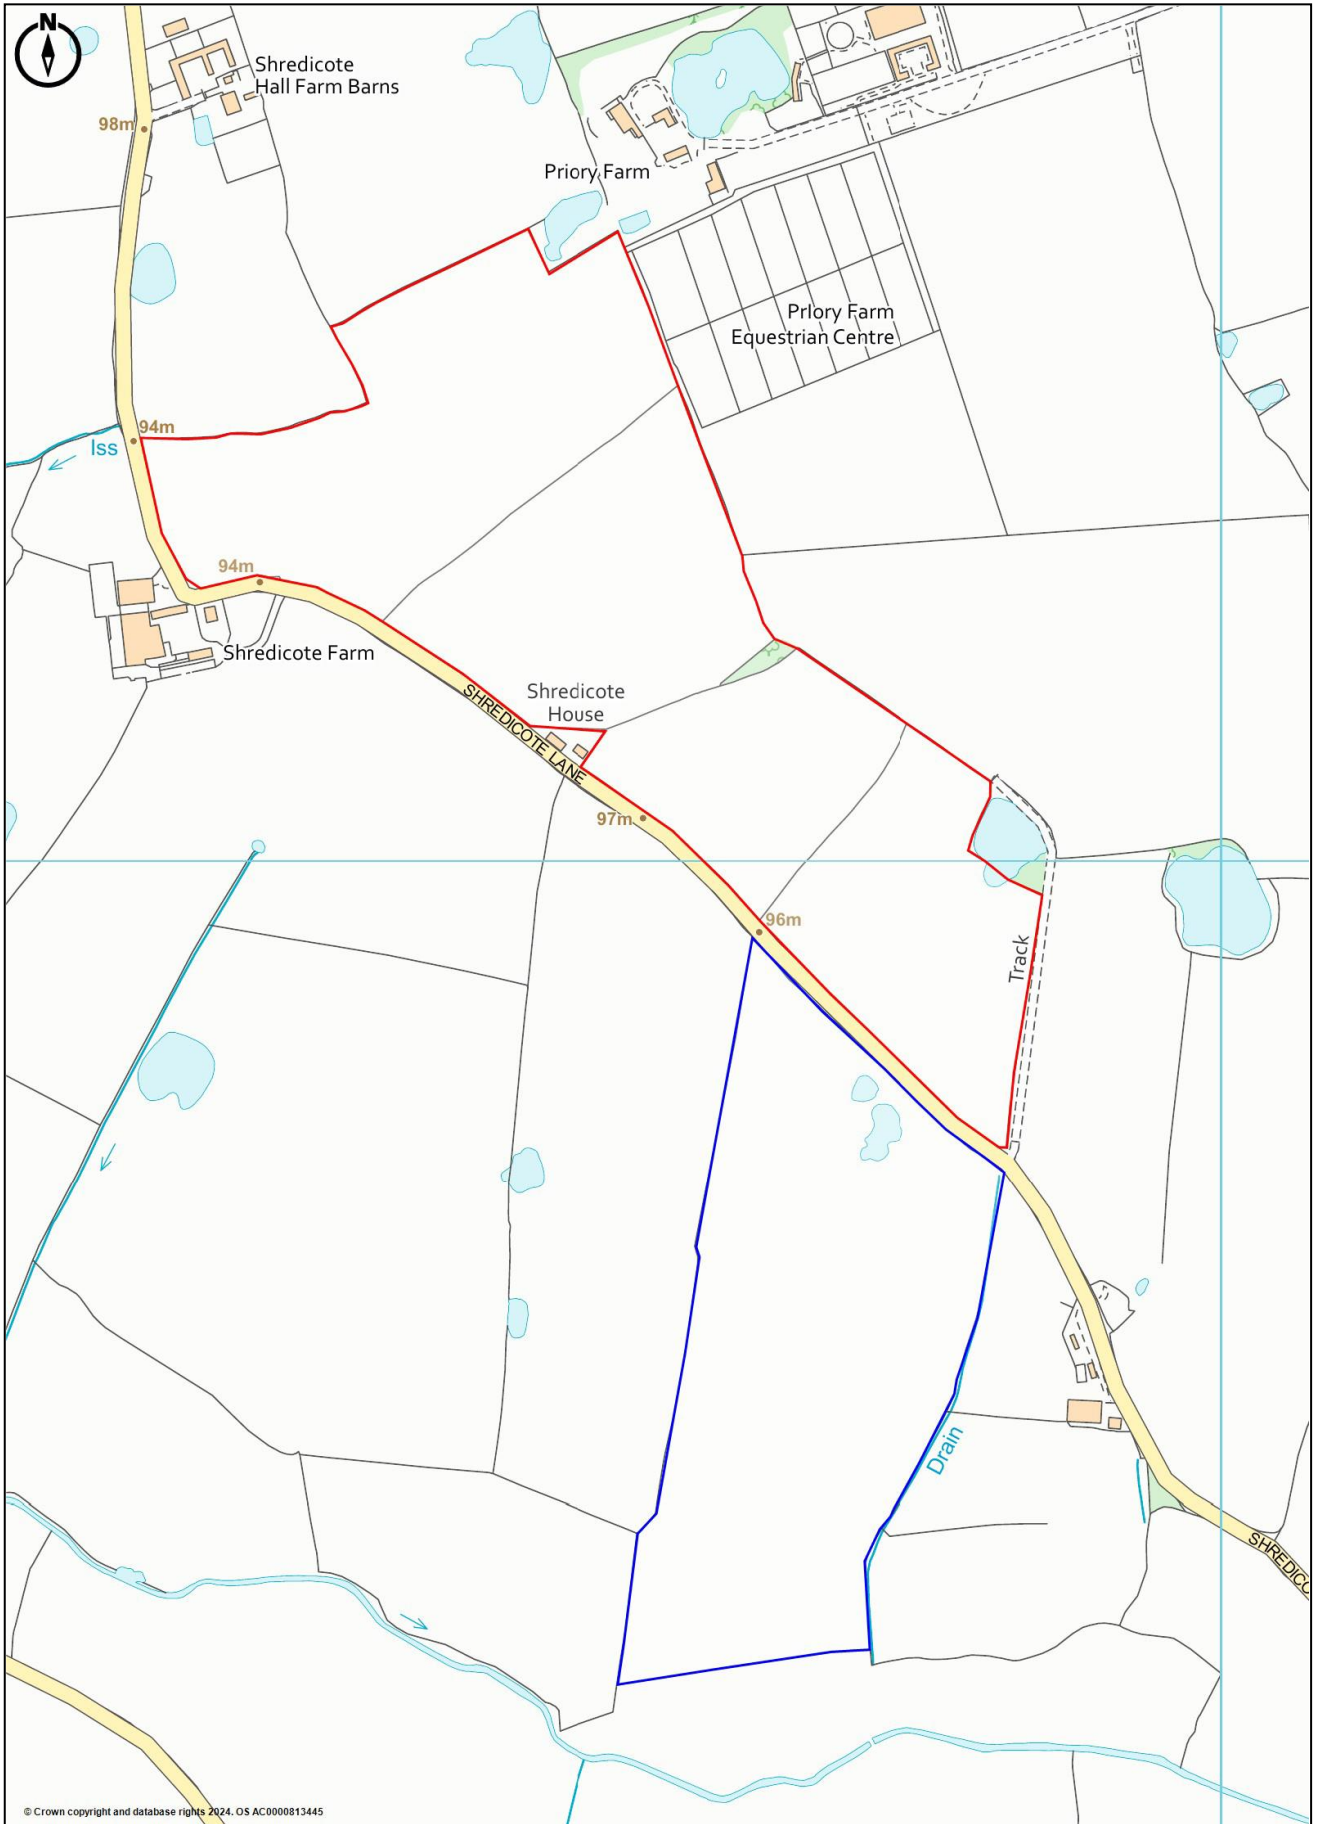 N
Shredicote
Hall Farm Barns
98m
Priory Farm
PrIory Farm
Equestrian Centre
94m
Iss
94m
Shredicote Farm
Shredicote
House
SHREDICOTE LANE
97m
96m
Track
Drain
SHREDICO
© Crown copyright and database rights 2024. OS AC0000813445